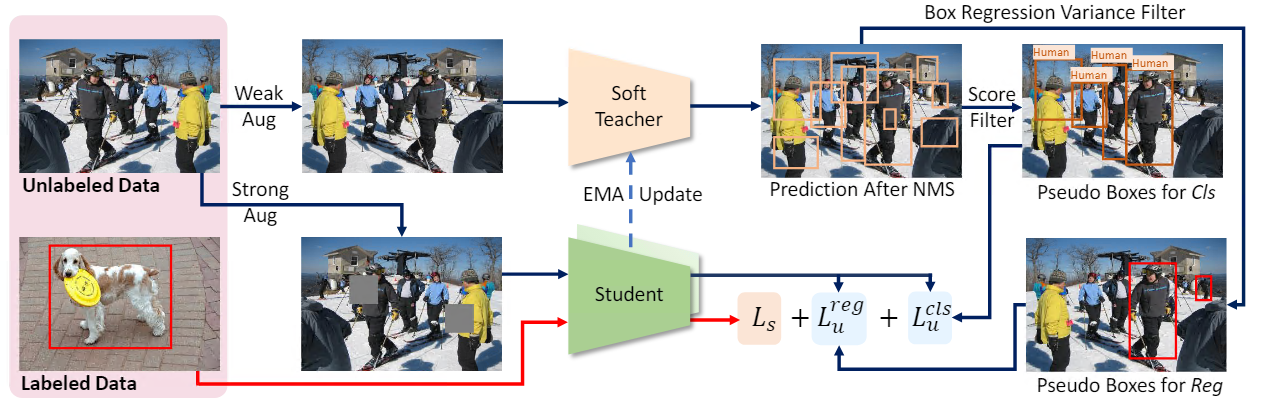 Box Regression Variance Filter
Weak
Aug
Soft
Teacher
Score
Filter
Human
Human
Human
Human
Unlabeled Data
Prediction After NMS
Pseudo Boxes for Cls
Strong
Aug
EMA Update
Student
L_s + L_u^{reg} + L_u^{cls}
Labeled Data
Pseudo Boxes for Reg